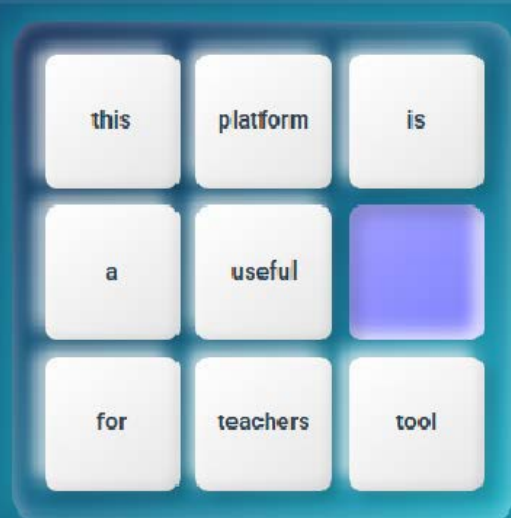 this platform is
a useful
for teachers tool